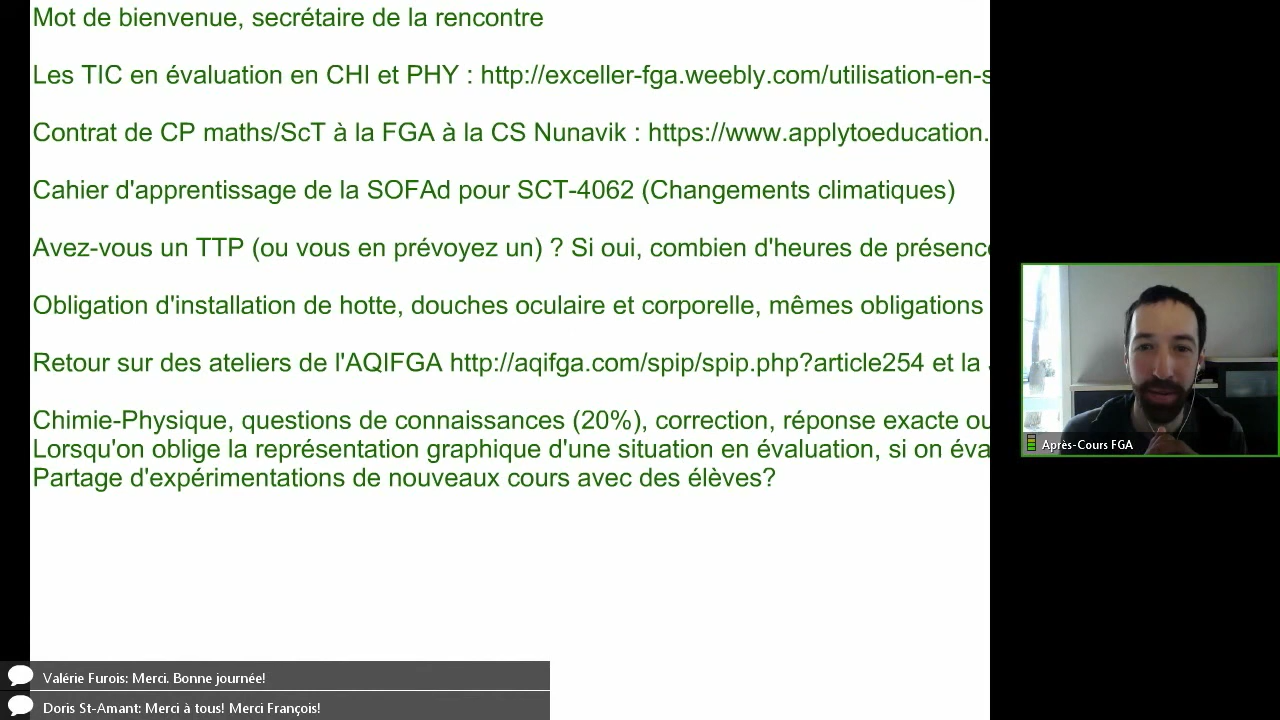 Mot de bienvenue, secrétaire de la rencontre
Les TIC en évaluation en CHI et PHY : http://exceller-fga.weebly.com/utilisation-en-s
Contrat de CP maths/ScT à la FGA à la CS Nunavik : https://www.applytoeducation.
Cahier d'apprentissage de la SOFAd pour SCT-4062 (Changements climatiques)
Avez-vous un TTP (ou vous en prévoyez un) ? Si oui, combien d'heures de présence
Obligation d'installation de hotte, douches oculaire et corporelle, mêmes obligations
Retour sur des ateliers de l'AQIFGA http://aqifga.com/spip/spip.php?article254 et la
Chimie-Physique, questions de connaissances (20%), correction, réponse exacte ou
Lorsqu'on oblige la représentation graphique d'une situation en évaluation, si on éva
Partage d'expérimentations de nouveaux cours avec des élèves?
Après-Cours FGA
Valérie Furois: Merci. Bonne journée!
Doris St-Amant: Merci à tous! Merci François!